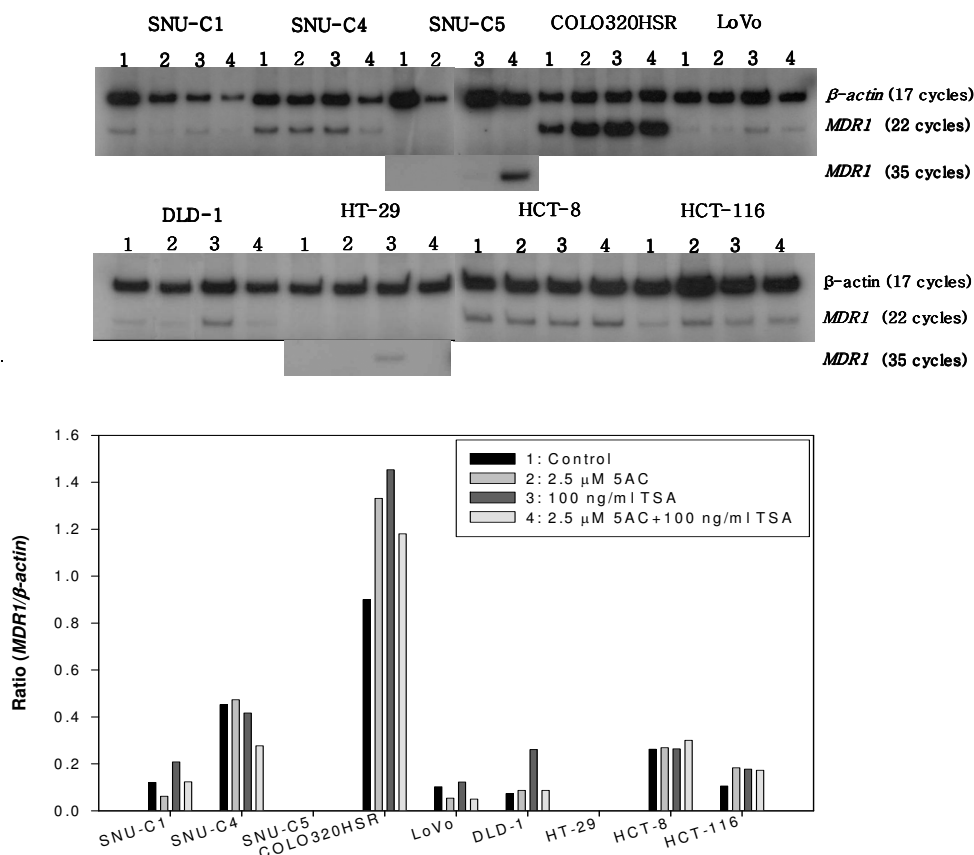 SNU-C1 SNU-C4 SNU-C5 COLO320HSR LoVo
1 2 3 4 1 2 3 4 1 2 3 4 1 2 3 4 1 2 3 4
β-actin (17 cycles)
MDR1 (22 cycles)
MDR1 (35 cycles)
DLD-1 HT-29 HCT-8 HCT-116
1 2 3 4 1 2 3 4 1 2 3 4 1 2 3 4
β-actin (17 cycles)
MDR1 (22 cycles)
MDR1 (35 cycles)
Ratio (MDR1/β-actin)
1.6
1.4
1.2
1.0
0.8
0.6
0.4
0.2
0.0
1: Control
2: 2.5 μM 5AC
3: 100 ng/ml TSA
4: 2.5 μM 5AC+100 ng/ml TSA
SNU-C1 SNU-C4 SNU-C5 COLO320HSR LoVo DLD-1 HT-29 HCT-8 HCT-116